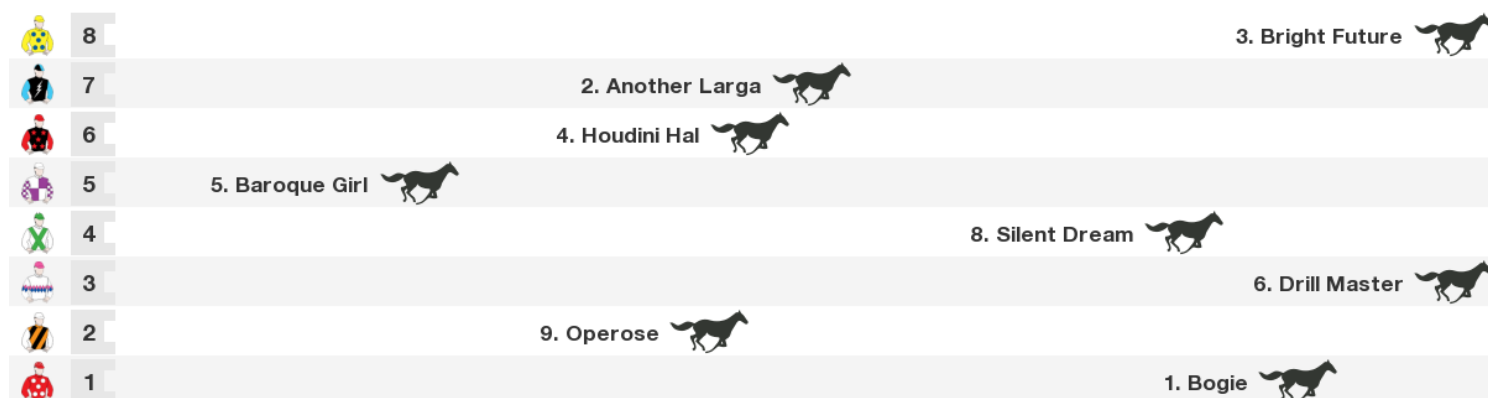 8 3. Bright Future
7 2. Another Larga
6 4. Houdini Hal
5 5. Baroque Girl
4 8. Silent Dream
3 6. Drill Master
2 9. Operose
1 1. Bogie